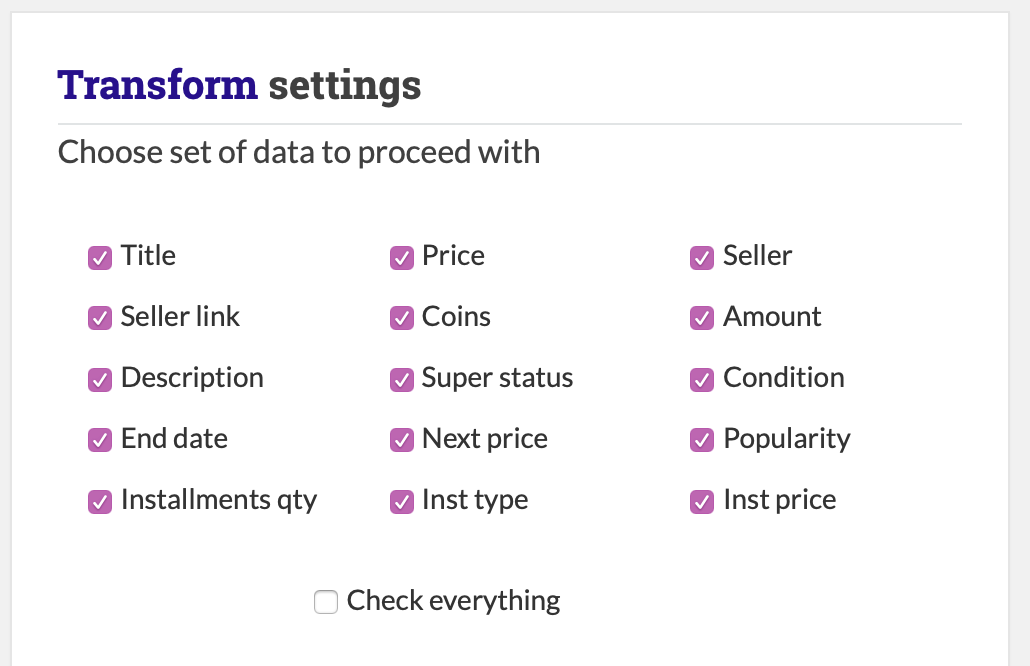 Transform settings
Choose set of data to proceed with
Title Price Seller
Seller link Coins Amount
Description Super status Condition
End date Next price Popularity
Installments qty Inst type Inst price
Check everything